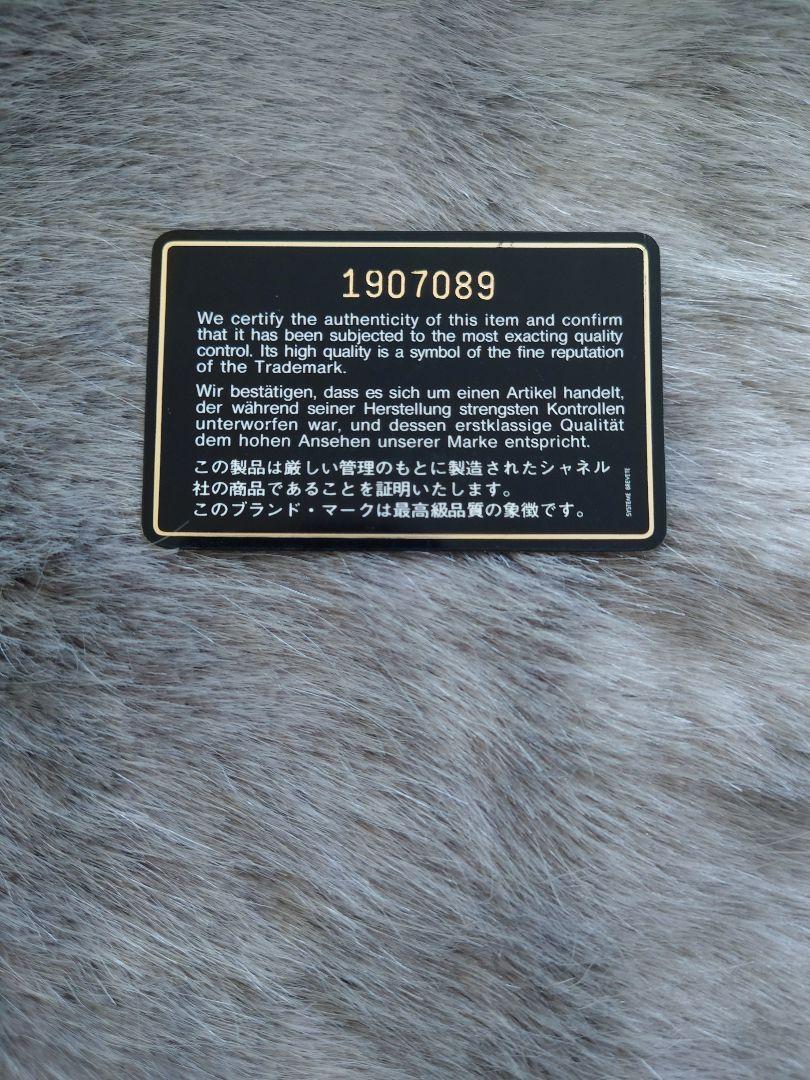 1907089
We certify the authenticity of this item and confirm
that it has been subjected to the most exacting quality
control. Its high quality is a symbol of the fine reputation
of the Trademark.
Wir bestätigen, dass es sich um einen Artikel handelt,
der während seiner Herstellung strengsten Kontrollen
unterworfen war, und dessen erstklassige Qualität
dem hohen Ansehen unserer Marke entspricht.
この製品は厳しい管理のもとに製造されたシャネル
社の商品であることを証明いたします。
このブランド・マークは最高級品質の象徴です。
SYSTEME BREVETE